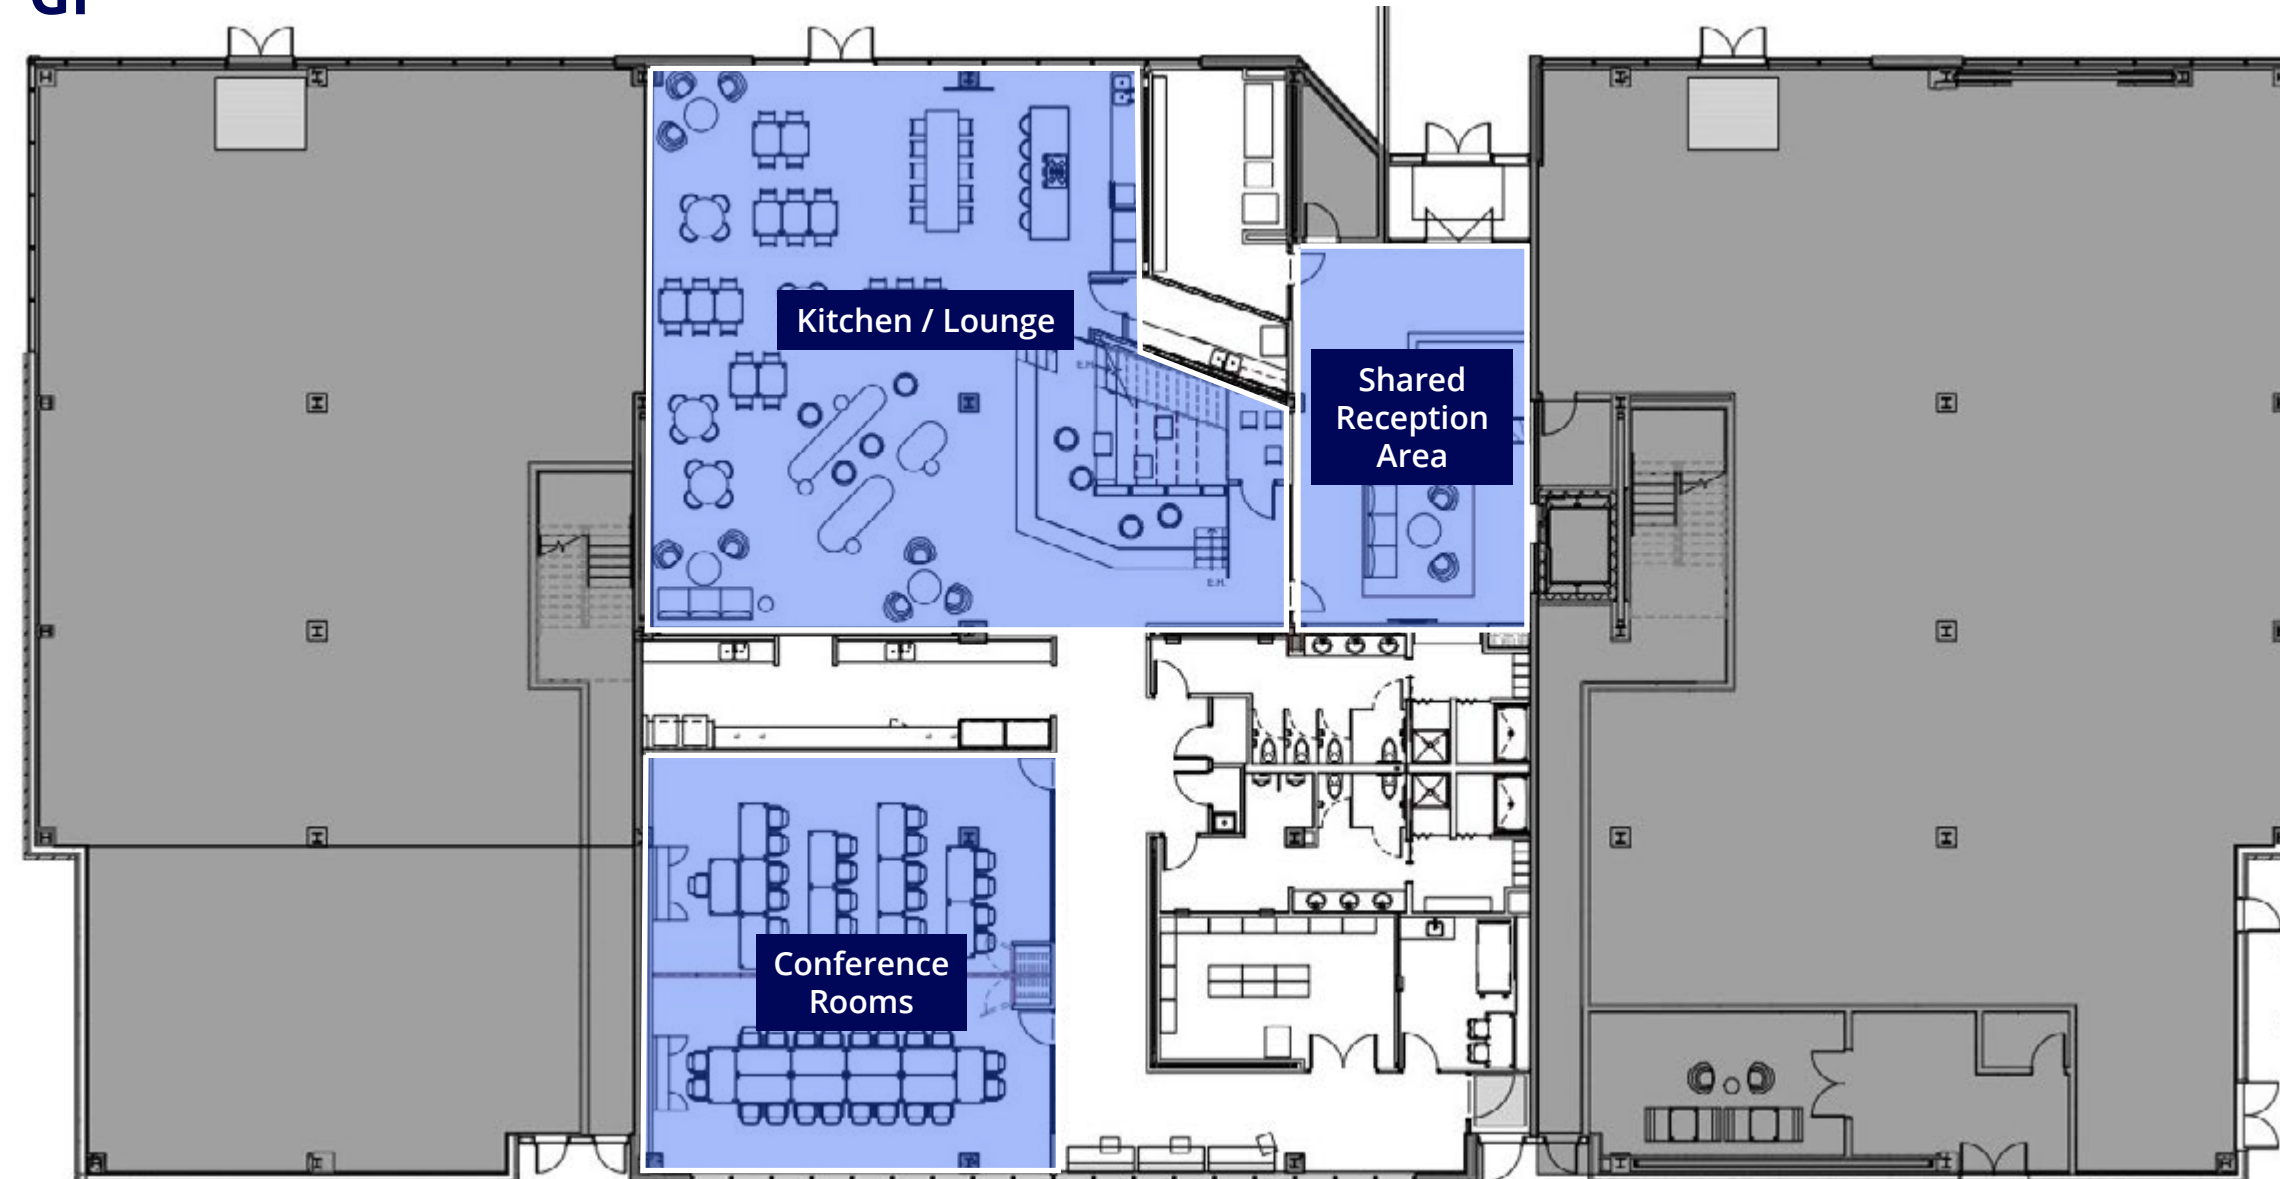 Kitchen / Lounge
Shared
Reception
Area
E.H.
E.H.
Conference
Rooms